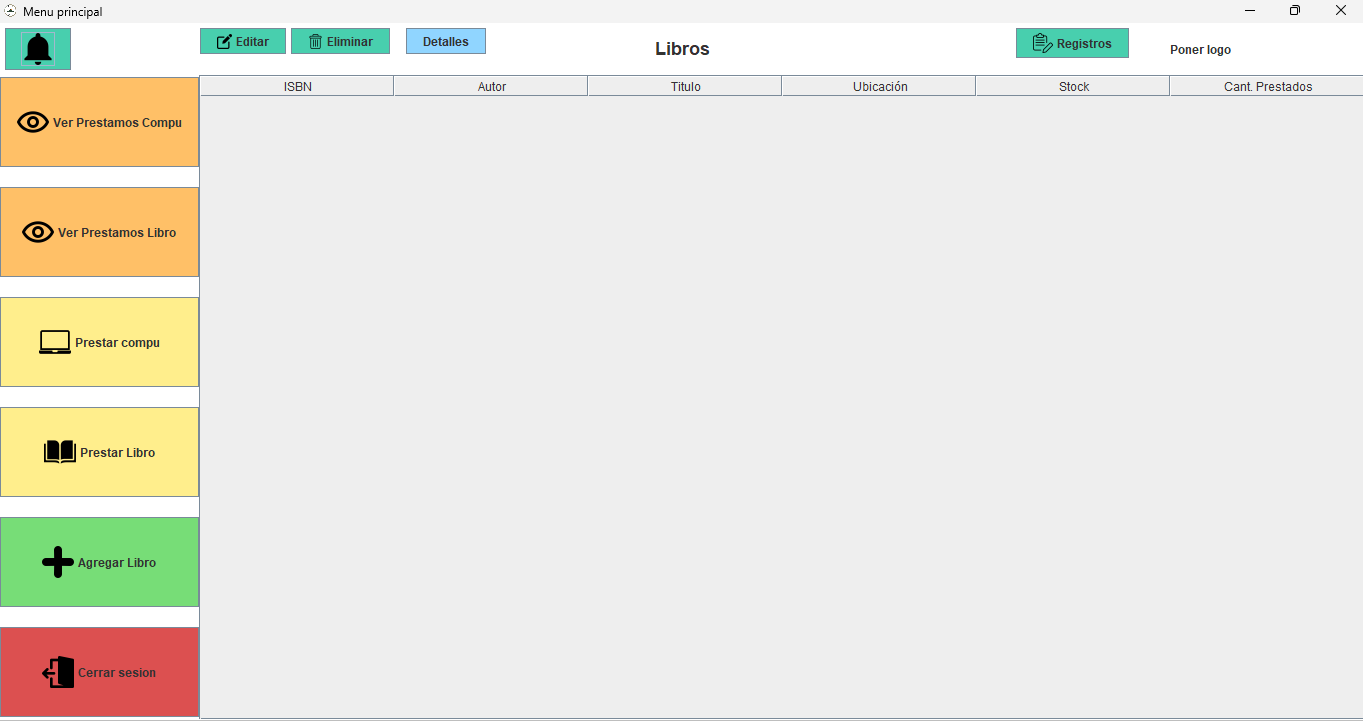 Menu principal
Editar
Eliminar
Detalles
Libros
Registros
Poner logo
ISBN
Autor
Titulo
Ubicación
Stock
Cant. Prestados
Ver Prestamos Compu
Ver Prestamos Libro
Prestar compu
Prestar Libro
Agregar Libro
Cerrar sesion